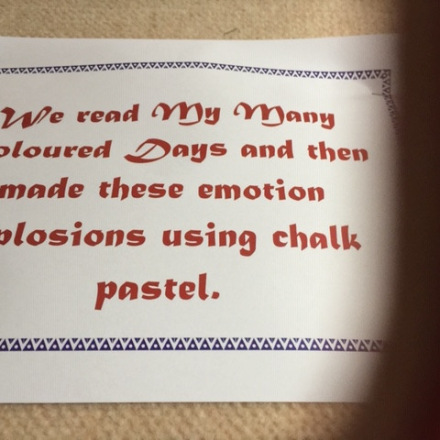 We read My Many
oloured Days and then
made these emotion
plosions using chalk
pastel.